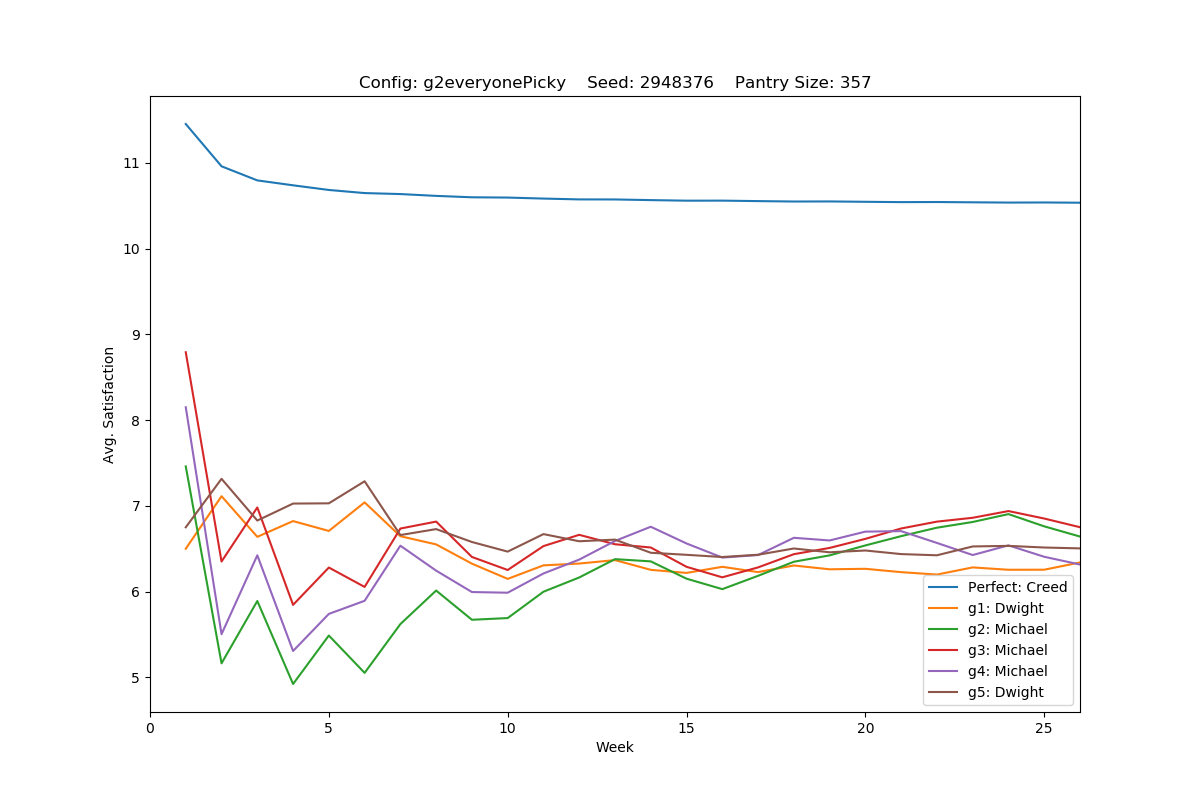 Config: g2everyonePicky    Seed: 2948376    Pantry Size: 357
11
10
9
8
7
6
5
Avg. Satisfaction
0
5
10
15
20
25
Week
Perfect: Creed
g1: Dwight
g2: Michael
g3: Michael
g4: Michael
g5: Dwight